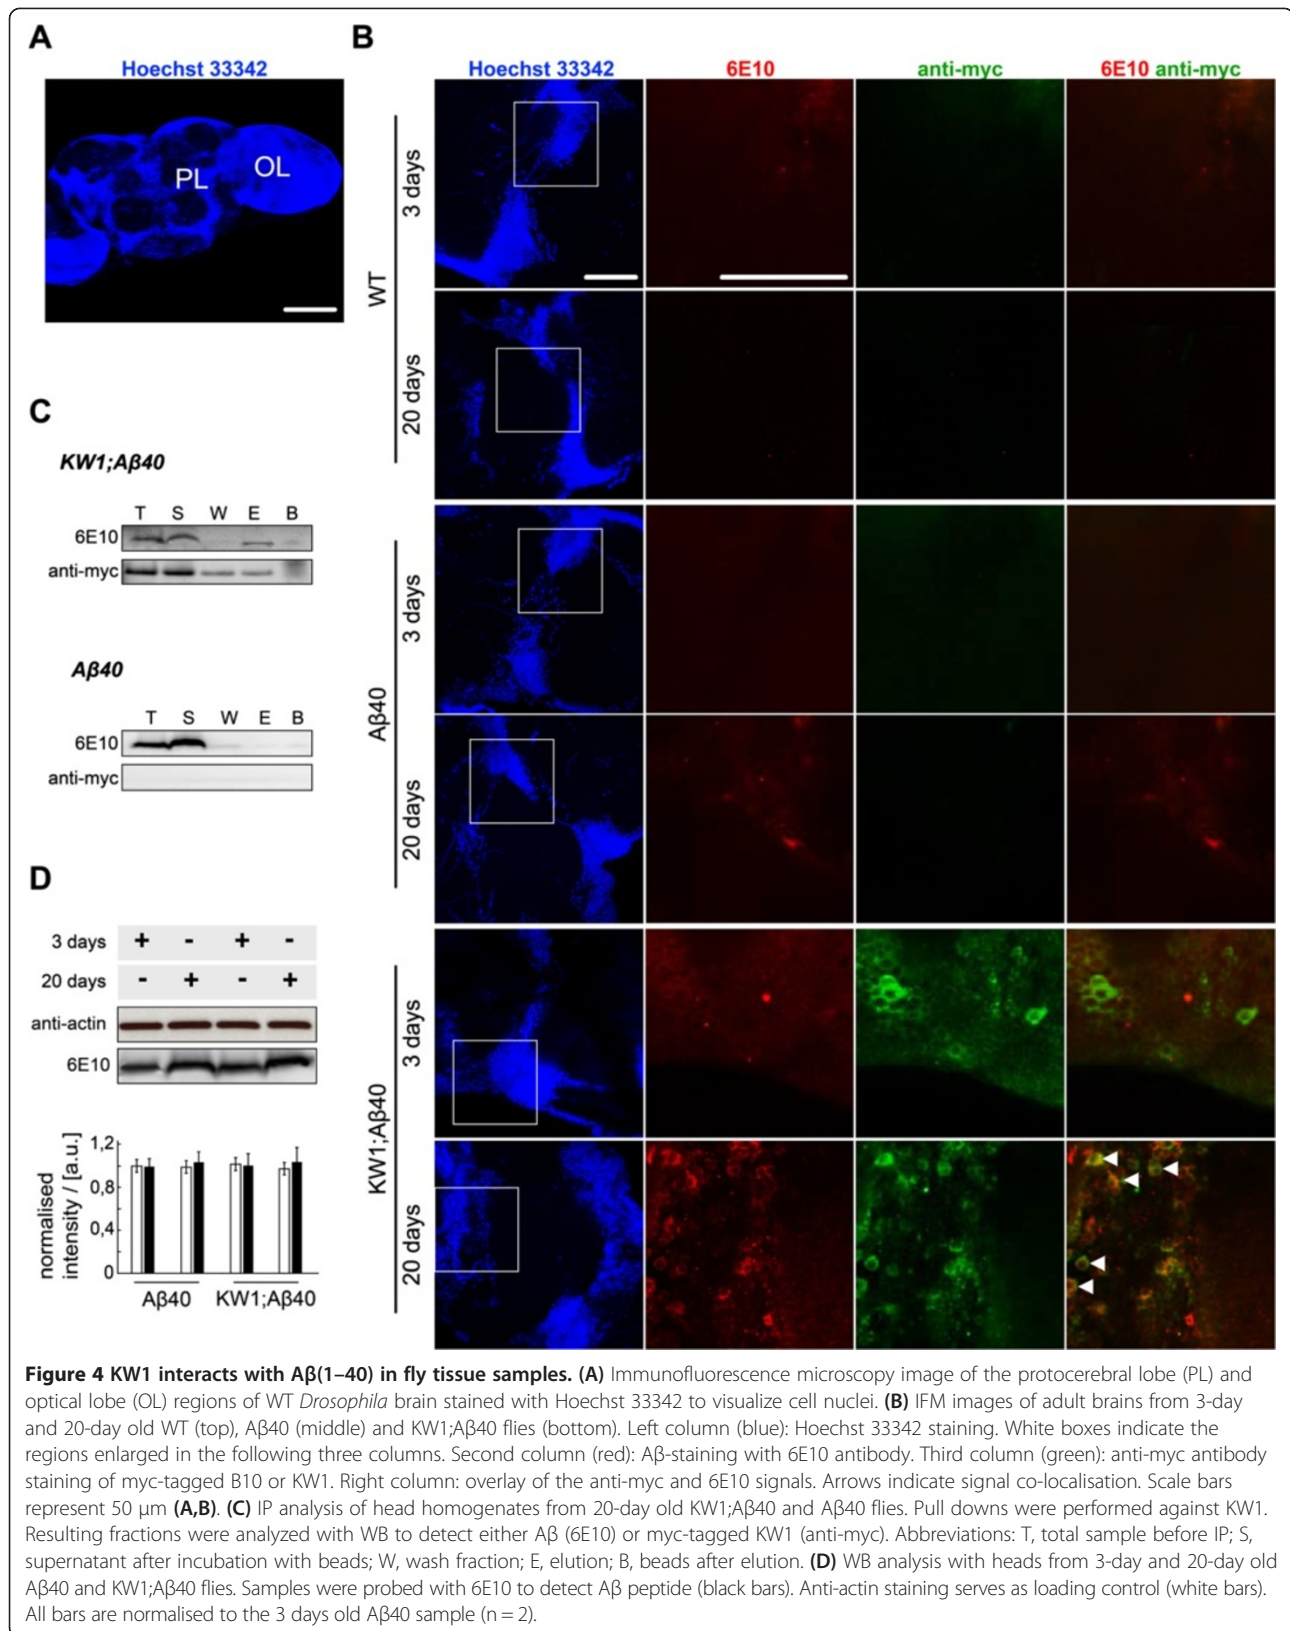 A
Hoechst 33342
PL
OL
B
Hoechst 33342
6E10
anti-myc
6E10 anti-myc
WT
3 days
20 days
Aβ40
3 days
20 days
KW1;Aβ40
3 days
20 days
C
KW1;Aβ40
T S W E B
6E10
anti-myc
Aβ40
T S W E B
6E10
anti-myc
D
3 days + - + -
20 days - + - +
anti-actin
6E10
normalised
intensity / [a.u.]
1,2
0,8
0,4
0
Aβ40 KW1;Aβ40
Figure 4 KW1 interacts with Aβ(1–40) in fly tissue samples. (A) Immunofluorescence microscopy image of the protocerebral lobe (PL) and
optical lobe (OL) regions of WT Drosophila brain stained with Hoechst 33342 to visualize cell nuclei. (B) IFM images of adult brains from 3-day
and 20-day old WT (top), Aβ40 (middle) and KW1;Aβ40 flies (bottom). Left column (blue): Hoechst 33342 staining. White boxes indicate the
regions enlarged in the following three columns. Second column (red): Aβ-staining with 6E10 antibody. Third column (green): anti-myc antibody
staining of myc-tagged B10 or KW1. Right column: overlay of the anti-myc and 6E10 signals. Arrows indicate signal co-localisation. Scale bars
represent 50 μm (A,B). (C) IP analysis of head homogenates from 20-day old KW1;Aβ40 and Aβ40 flies. Pull downs were performed against KW1.
Resulting fractions were analyzed with WB to detect either Aβ (6E10) or myc-tagged KW1 (anti-myc). Abbreviations: T, total sample before IP; S,
supernatant after incubation with beads; W, wash fraction; E, elution; B, beads after elution. (D) WB analysis with heads from 3-day and 20-day old
Aβ40 and KW1;Aβ40 flies. Samples were probed with 6E10 to detect Aβ peptide (black bars). Anti-actin staining serves as loading control (white bars).
All bars are normalised to the 3 days old Aβ40 sample (n = 2).